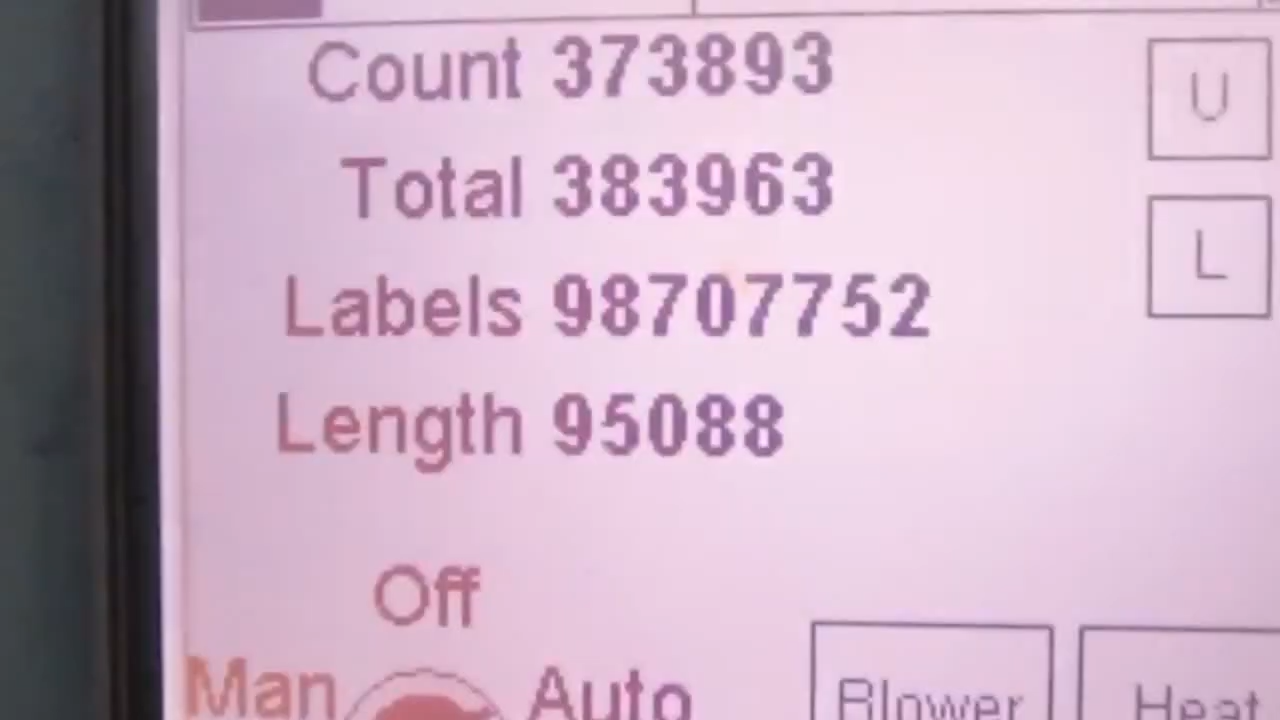 Count 373893
U
Total 383963
L
Labels 98707752
Length 95088
Off
Man Auto
Blower Heat